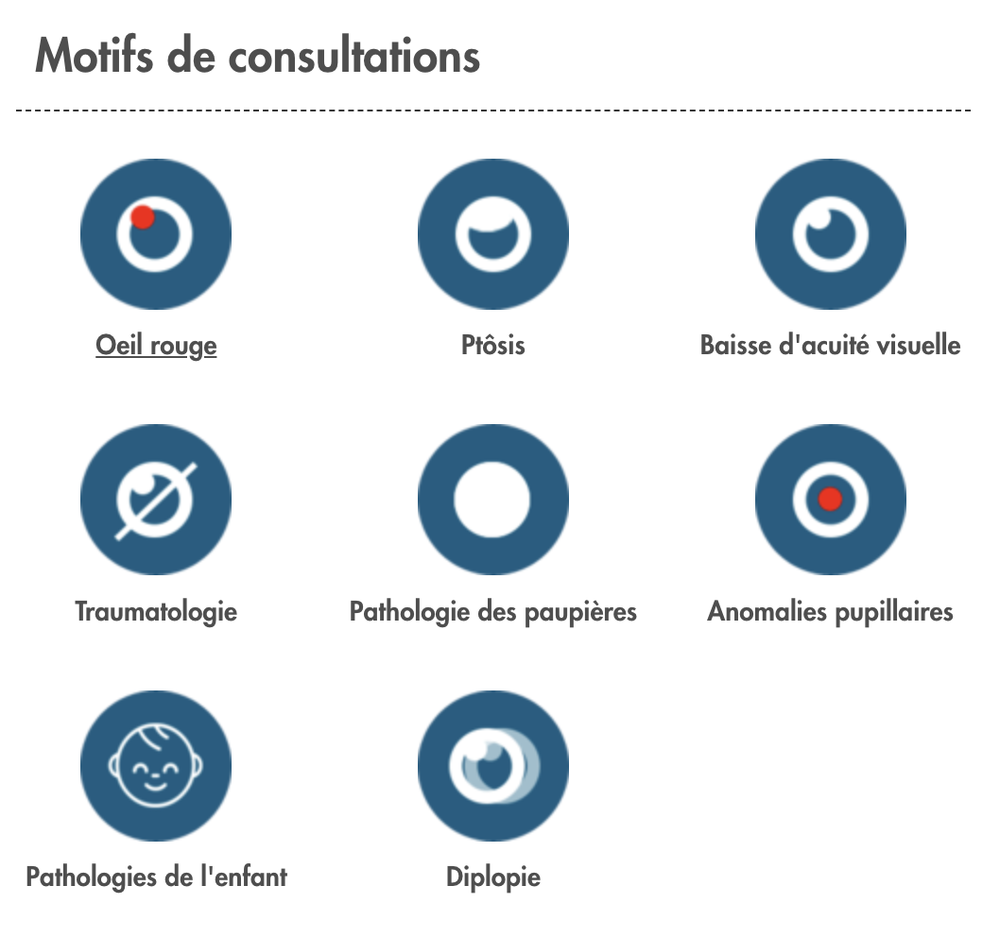 Motifs de consultations
Oeil rouge
Ptôsis
Baisse d'acuité visuelle
Traumatologie
Pathologie des paupières
Anomalies pupillaires
Pathologies de l'enfant
Diplopie